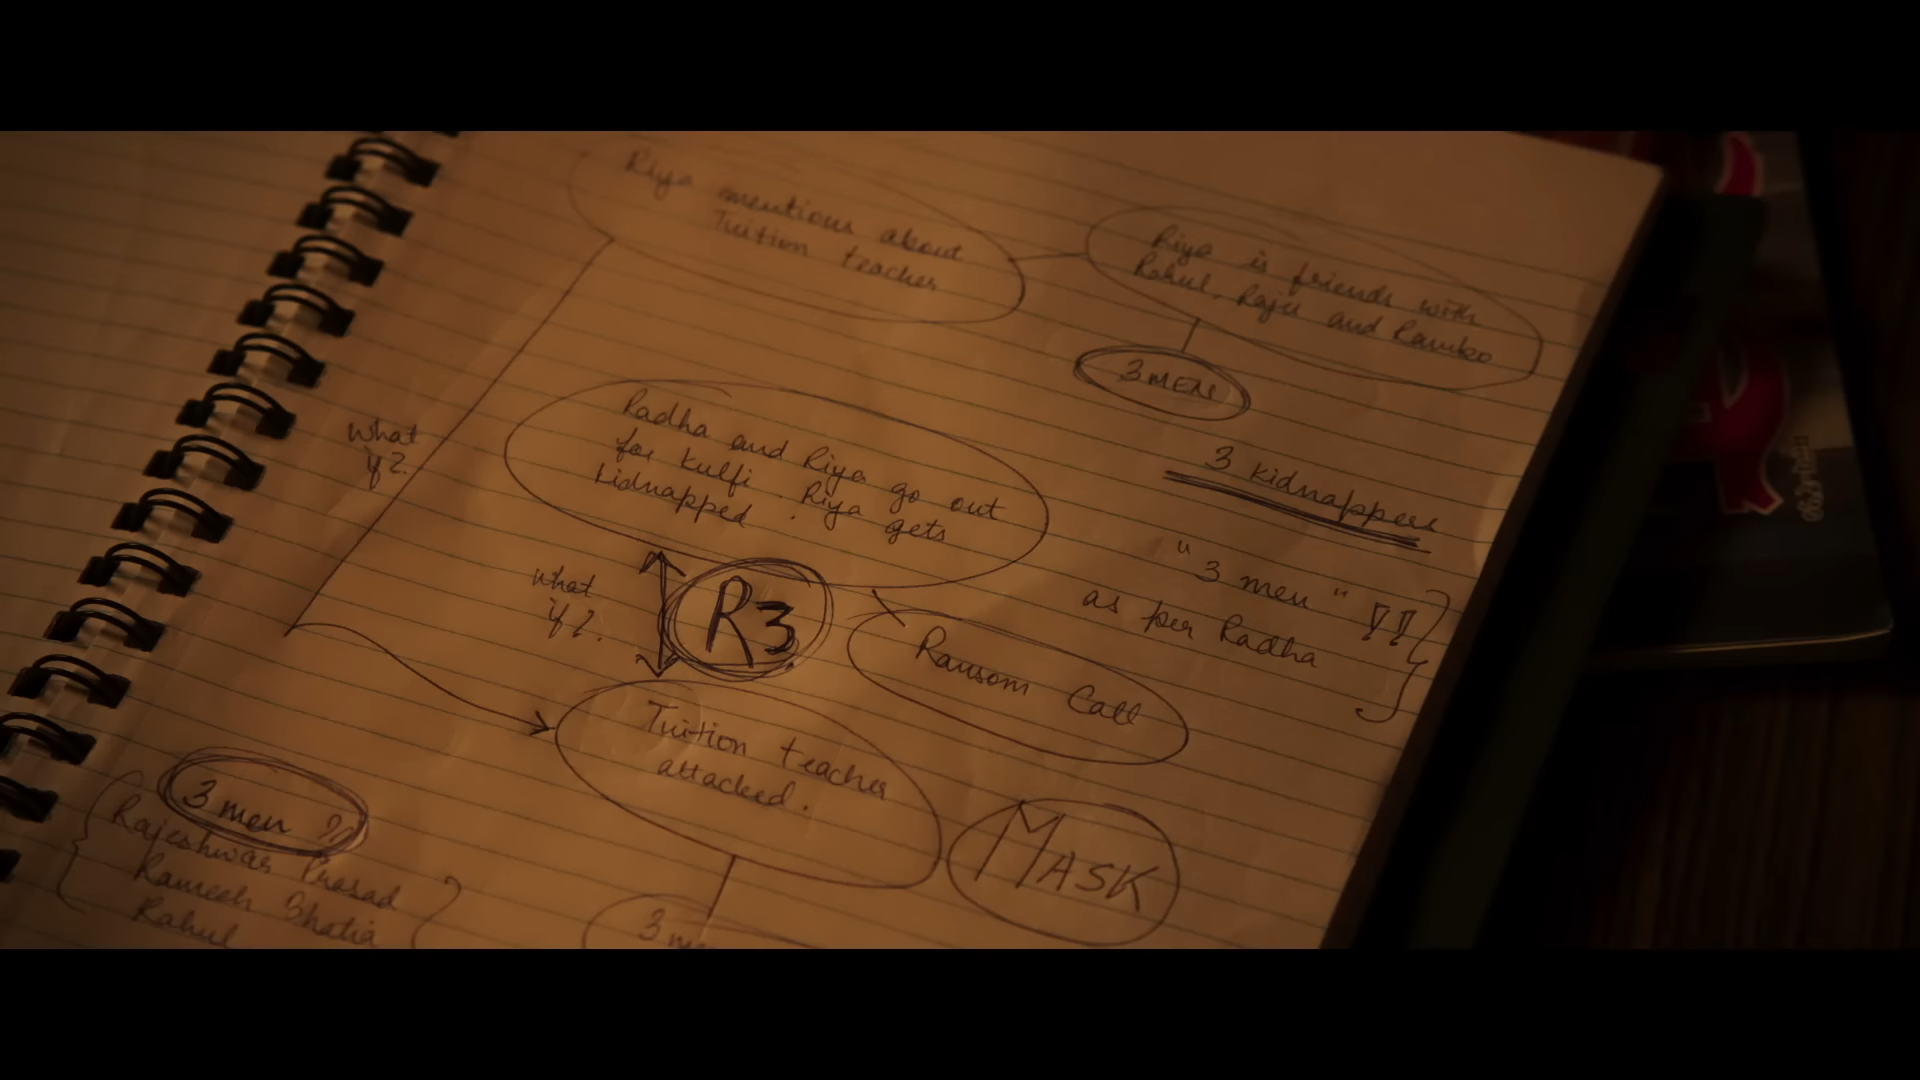 Riya mentions about
Tuition teacher
Riya is friends with
Rahul, Raju and Rambo
3 MEN
what
if?
Radha and Riya go out
for kulfi. Riya gets
kidnapped.
3 kidnappers
"3 men" !!
as per Radha
what
if?
R3
Ransom Call
Tuition teacher
attacked.
MASK
3 men ??
Rajeshwar Prasad
Ramesh Bhatia
Rahul
3